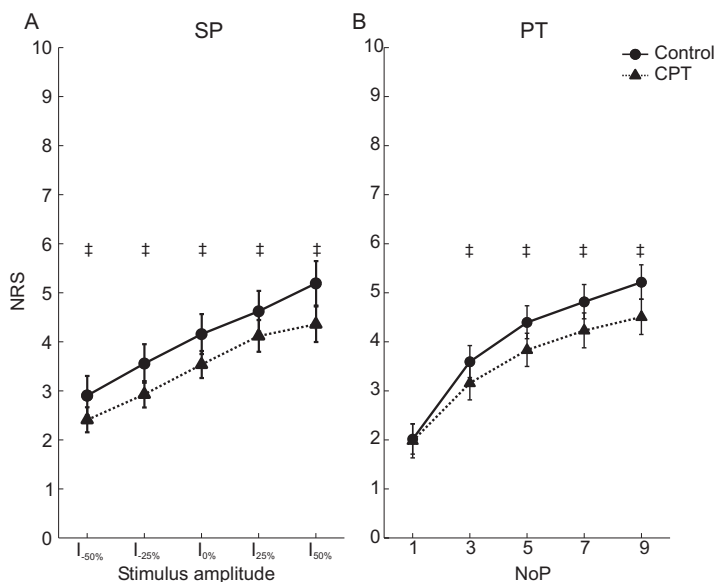 A
SP
B
PT
Control
CPT
10
9
8
7
6
5
4
3
2
1
0
NRS
‡ ‡ ‡ ‡ ‡
I-50% I-25% I0% I25% I50%
Stimulus amplitude
10
9
8
7
6
5
4
3
2
1
0
‡ ‡ ‡ ‡
1 3 5 7 9
NoP